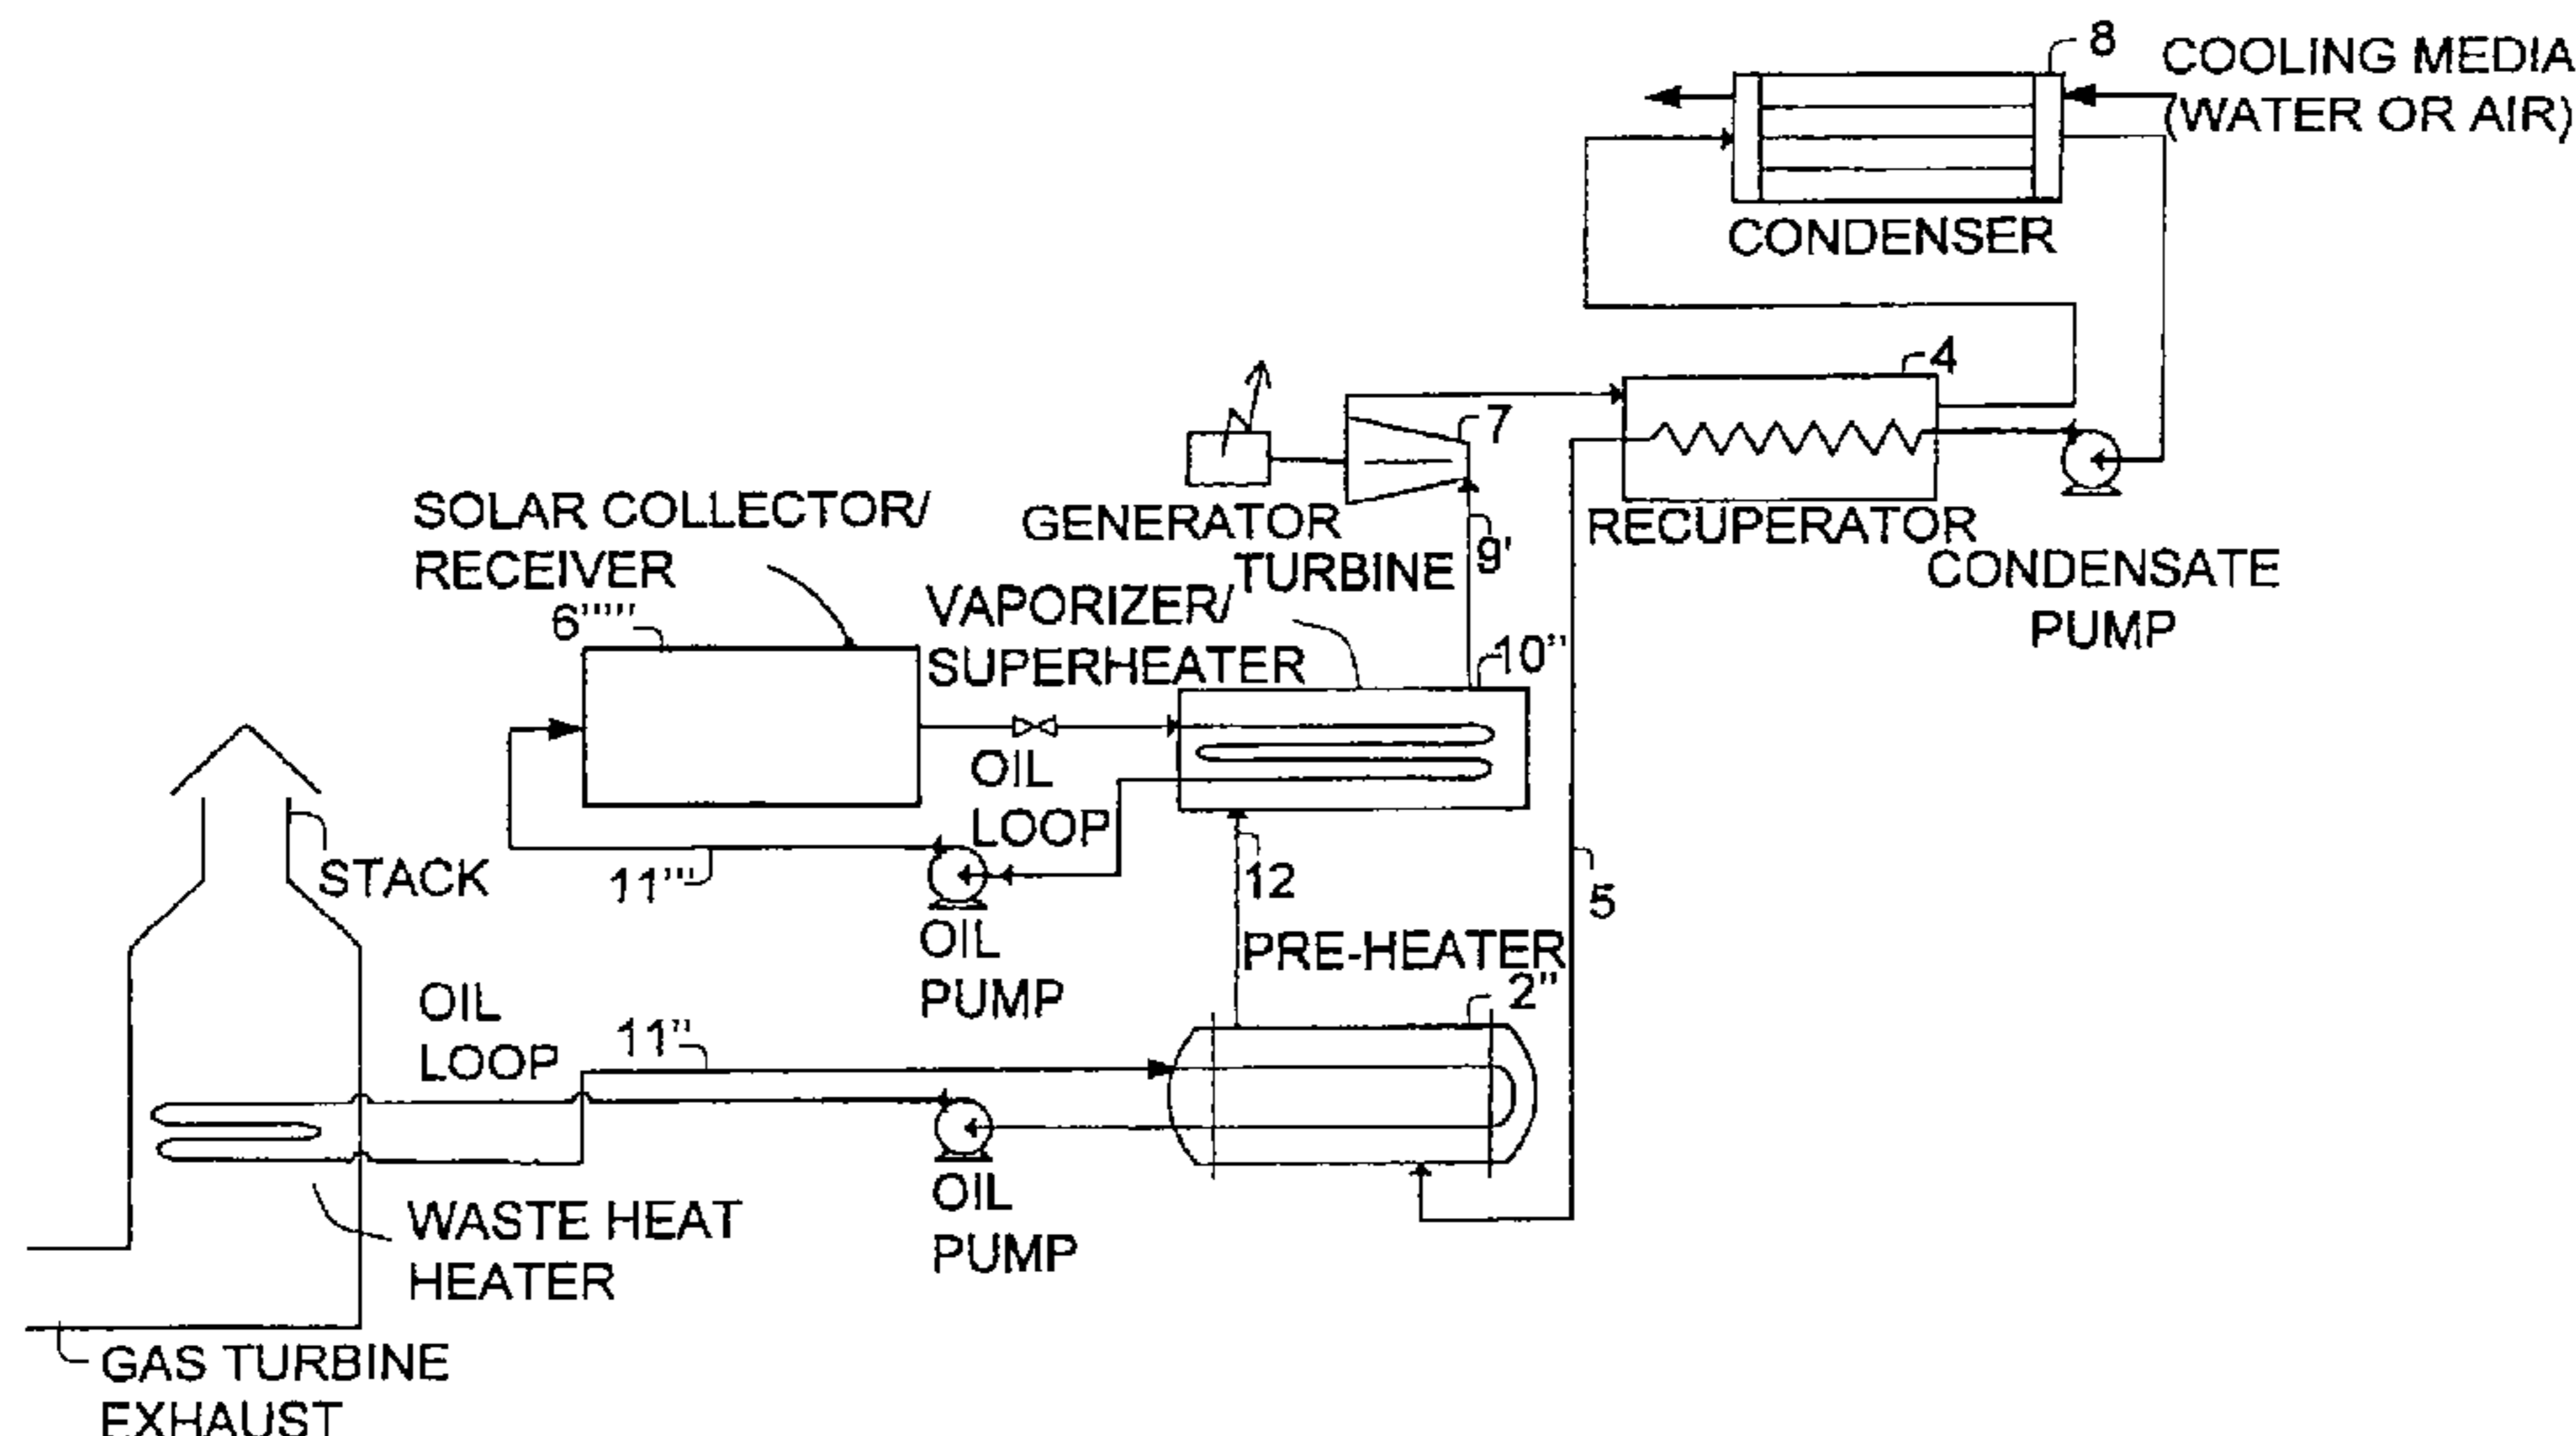 8
COOLING MEDIA
(WATER OR AIR)
CONDENSER
4
7
GENERATOR
TURBINE
9'
RECUPERATOR
CONDENSATE
PUMP
SOLAR COLLECTOR/
RECEIVER
6'''''
VAPORIZER/
SUPERHEATER
10''
OIL
LOOP
11''''
OIL
PUMP
12
5
STACK
PRE-HEATER
2''
OIL
LOOP
11''
OIL
PUMP
WASTE HEAT
HEATER
GAS TURBINE
EXHAUST